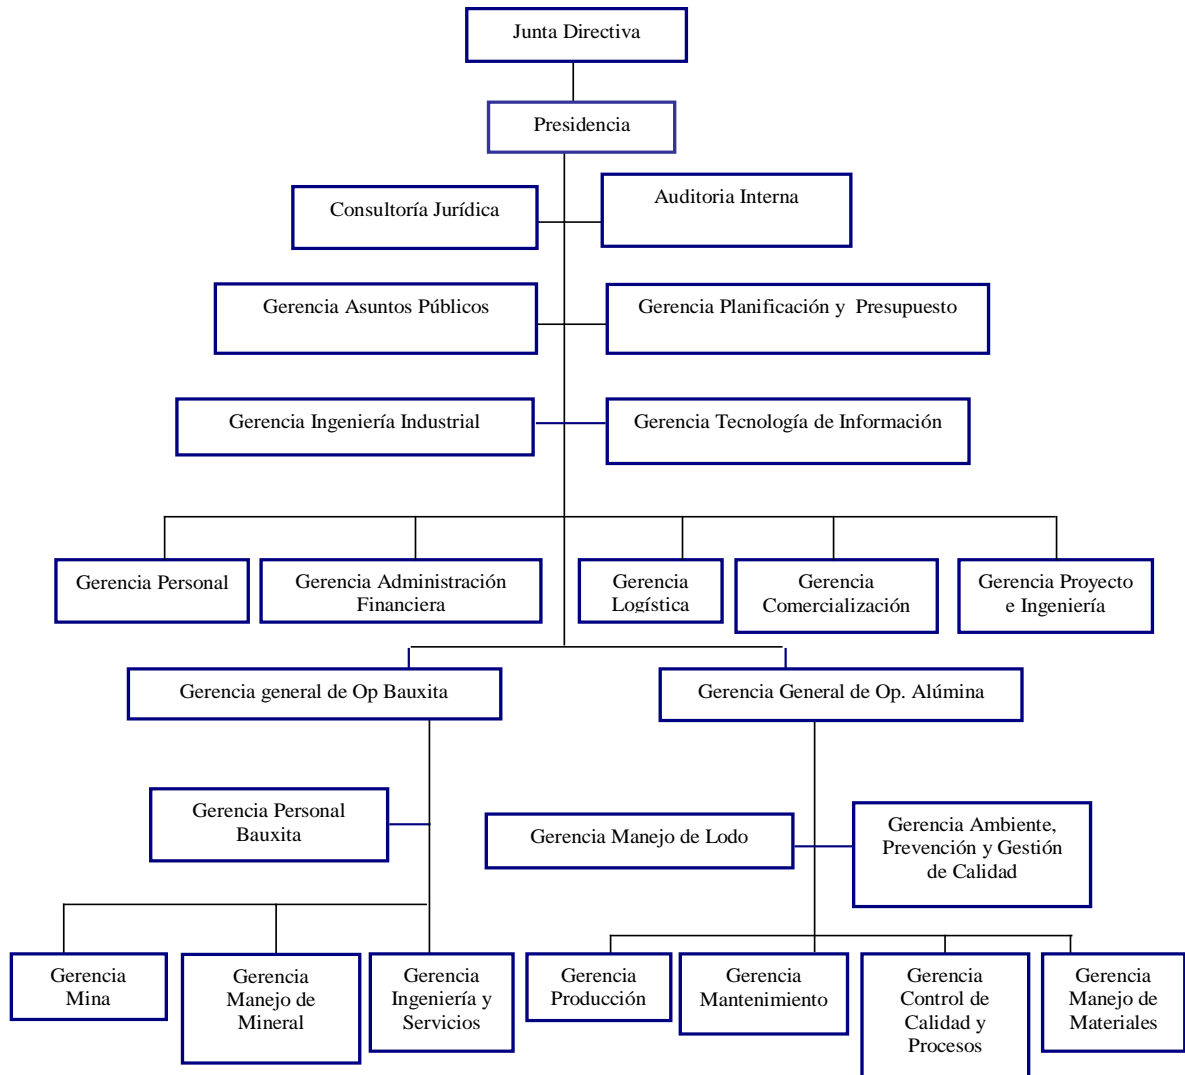 Junta Directiva
Presidencia
Consultoría Jurídica
Auditoria Interna
Gerencia Asuntos Públicos
Gerencia Planificación y Presupuesto
Gerencia Ingeniería Industrial
Gerencia Tecnología de Información
Gerencia Personal
Gerencia Administración
Financiera
Gerencia
Logística
Gerencia
Comercialización
Gerencia Proyecto
e Ingeniería
Gerencia general de Op Bauxita
Gerencia General de Op. Alúmina
Gerencia Personal
Bauxita
Gerencia Manejo de Lodo
Gerencia Ambiente,
Prevención y Gestión
de Calidad
Gerencia
Mina
Gerencia
Manejo de
Mineral
Gerencia
Ingeniería y
Servicios
Gerencia
Producción
Gerencia
Mantenimiento
Gerencia
Control de
Calidad y
Procesos
Gerencia
Manejo de
Materiales